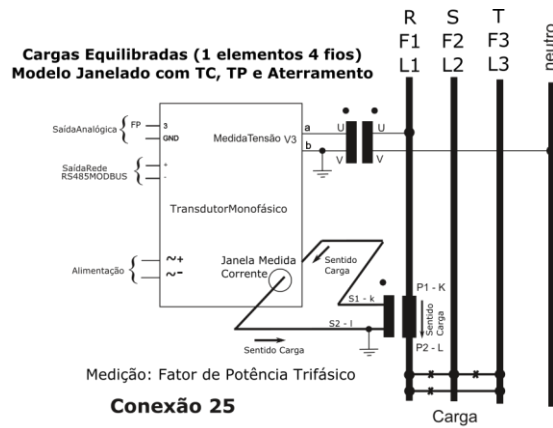 R S T
F1 F2 F3
L1 L2 L3
neutro
Cargas Equilibradas (1 elementos 4 fios)
Modelo Janelado com TC, TP e Aterramento
SaídaAnalógica
FP
3
GND
MedidaTensão V3
a
b
U
U
V
V
SaídaRede
RS485MODBUS
+
-
TransdutorMonofásico
Alimentação
~+
~-
Janela Medida
Corrente
Sentido
Carga
S1 - k
S2 - l
Sentido Carga
P1 - K
Sentido
Carga
P2 - L
Medição: Fator de Potência Trifásico
Conexão 25
Carga